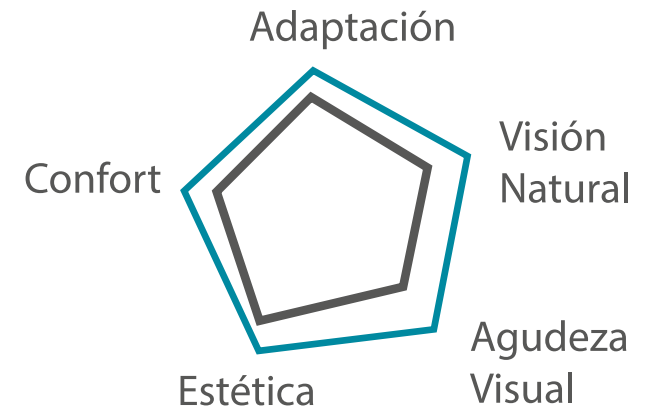 Adaptación
Visión
Natural
Confort
Agudeza
Visual
Estética